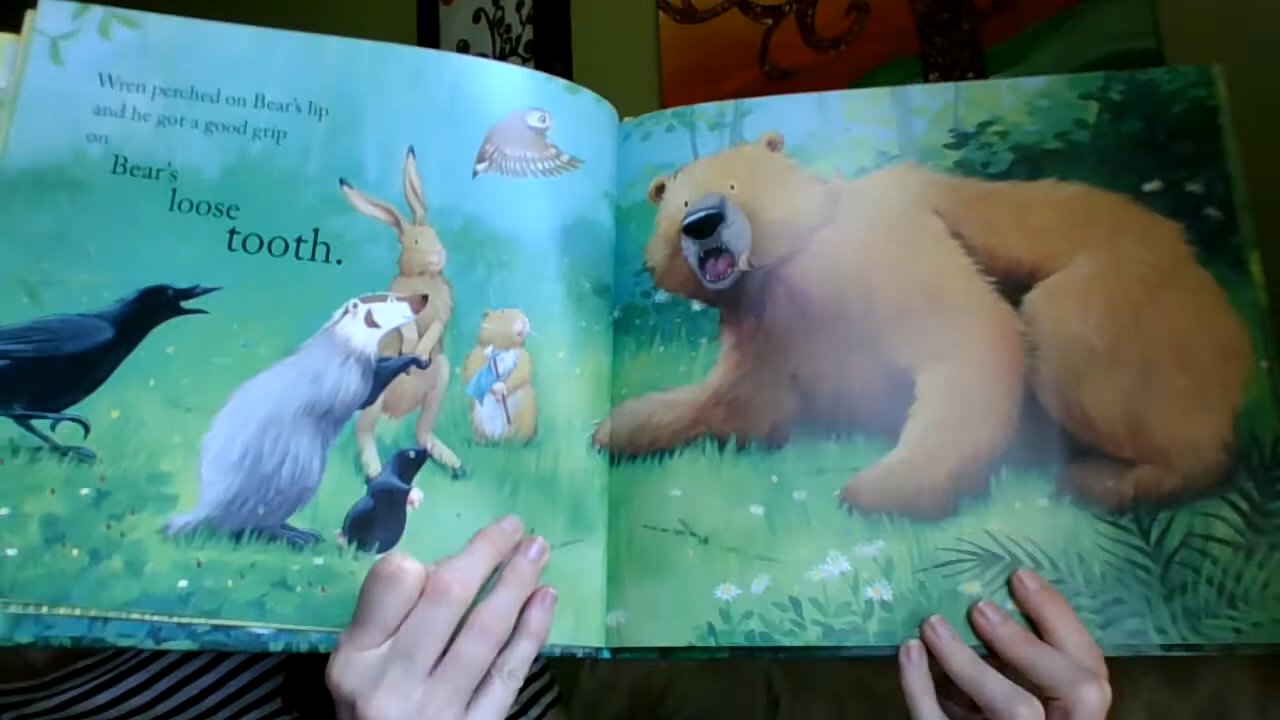 Wren perched on Bear's lip
and he got a good grip
on
Bear's
loose
tooth.